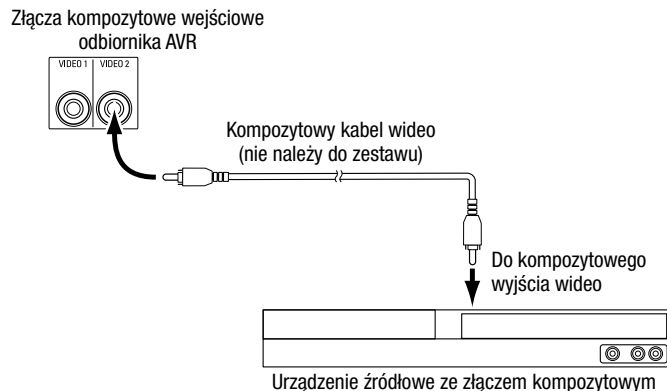 Złącza kompozytowe wejściowe
odbiornika AVR
VIDEO 1 VIDEO 2
Kompozytowy kabel wideo
(nie należy do zestawu)
Do kompozytowego
wyjścia wideo
Urządzenie źródłowe ze złączem kompozytowym